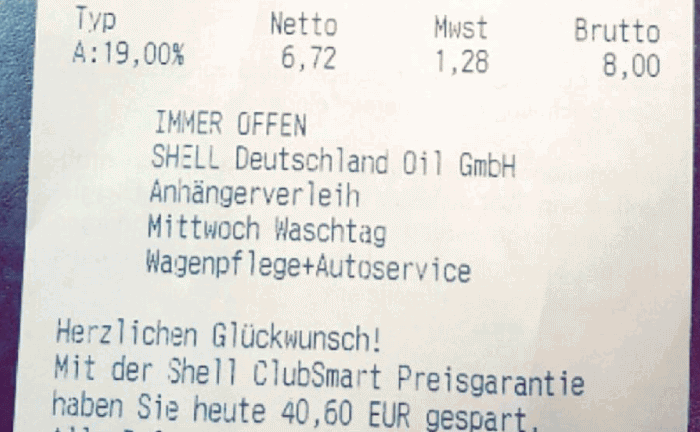 Typ Netto Mwst Brutto
A:19,00% 6,72 1,28 8,00
IMMER OFFEN
SHELL Deutschland Oil GmbH
Anhängerverleih
Mittwoch Waschtag
Wagenpflege+Autoservice
Herzlichen Glückwunsch!
Mit der Shell ClubSmart Preisgarantie
haben Sie heute 40,60 EUR gespart.